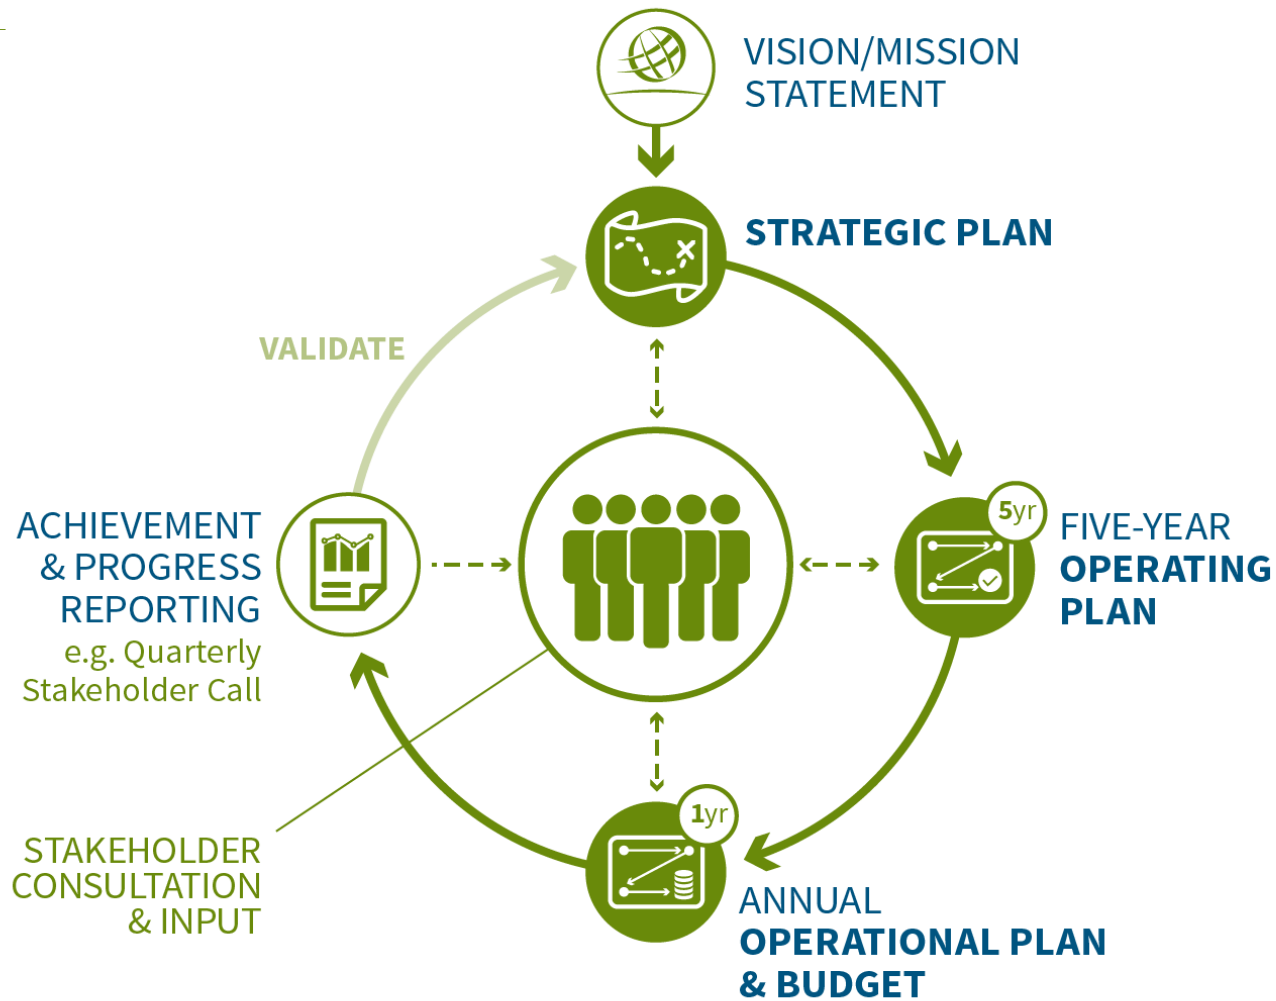 VISION/MISSION
STATEMENT
STRATEGIC PLAN
VALIDATE
5yr
FIVE-YEAR
OPERATING
PLAN
ACHIEVEMENT
& PROGRESS
REPORTING
e.g. Quarterly
Stakeholder Call
1yr
STAKEHOLDER
CONSULTATION
& INPUT
ANNUAL
OPERATIONAL PLAN
& BUDGET